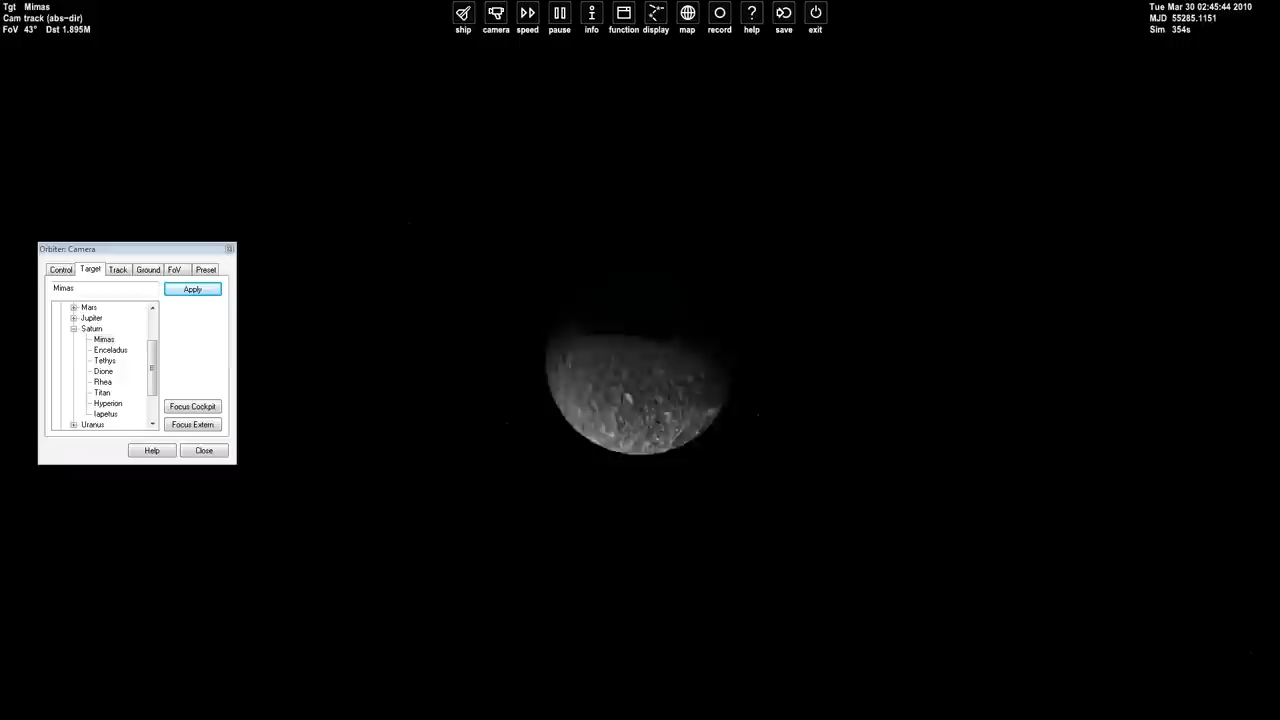 Tgt Mimas
Cam track (abs-dir)
FoV 43° Dst 1.895M
ship camera speed pause info function display map record help save exit
Tue Mar 30 02:45:44 2010
MJD 55285.1151
Sim 354s
Orbiter: Camera
Control Target Track Ground FoV Preset
Mimas Apply
Mars
Jupiter
Saturn
Mimas
Enceladus
Tethys
Dione
Rhea
Titan
Hyperion
Iapetus
Uranus
Focus Cockpit
Focus Extern
Help Close